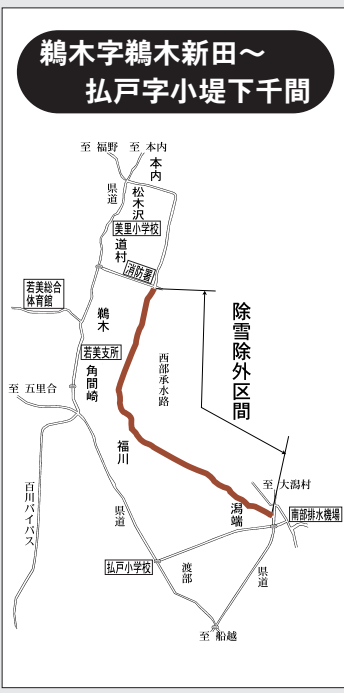 鵜木字鵜木新田〜
払戸字小堤下千間
至 福野
至 本内
本内
県道
松木沢
美里小学校
道村
消防署
若美総合
体育館
鵜木
除雪除外区間
若美支所
西部承水路
角間崎
至 五里合
福川
至 大潟村
百川バイパス
県道
潟端
南部排水機場
払戸小学校
渡部
県道
至 船越